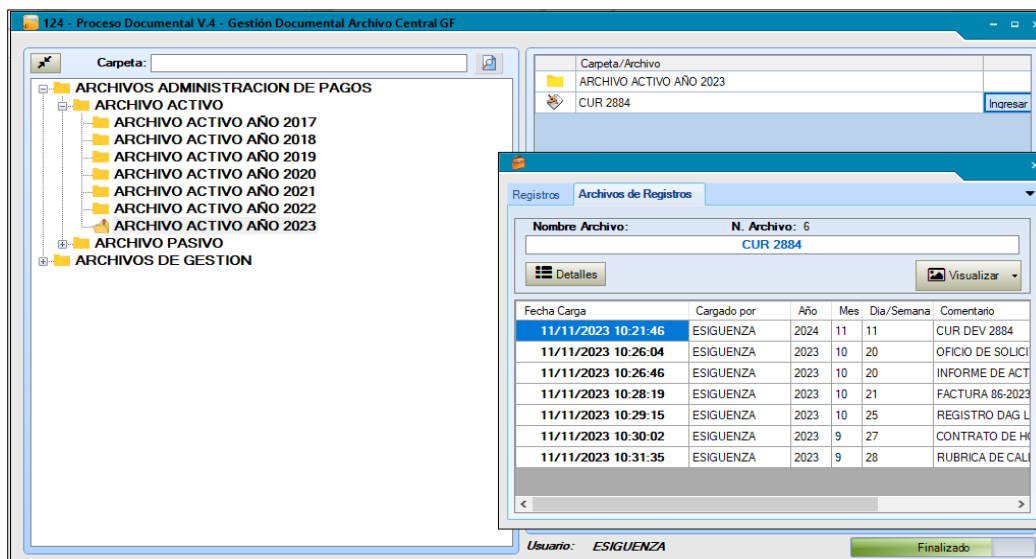 124 - Proceso Documental V.4 - Gestión Documental Archivo Central GF
Carpeta:
ARCHIVOS ADMINISTRACION DE PAGOS
ARCHIVO ACTIVO
ARCHIVO ACTIVO AÑO 2017
ARCHIVO ACTIVO AÑO 2018
ARCHIVO ACTIVO AÑO 2019
ARCHIVO ACTIVO AÑO 2020
ARCHIVO ACTIVO AÑO 2021
ARCHIVO ACTIVO AÑO 2022
ARCHIVO ACTIVO AÑO 2023
ARCHIVO PASIVO
ARCHIVOS DE GESTION
Carpeta/Archivo
ARCHIVO ACTIVO AÑO 2023
CUR 2884 Ingresar
Registros Archivos de Registros
Nombre Archivo: N. Archivo: 6
CUR 2884
Detalles Visualizar
Fecha Carga Cargado por Año Mes Dia/Semana Comentario
11/11/2023 10:21:46 ESIGUENZA 2024 11 11 CUR DEV 2884
11/11/2023 10:26:04 ESIGUENZA 2023 10 20 OFICIO DE SOLICI
11/11/2023 10:26:46 ESIGUENZA 2023 10 20 INFORME DE ACT
11/11/2023 10:28:19 ESIGUENZA 2023 10 21 FACTURA 86-2023
11/11/2023 10:29:15 ESIGUENZA 2023 10 25 REGISTRO DAG L
11/11/2023 10:30:02 ESIGUENZA 2023 9 27 CONTRATO DE HO
11/11/2023 10:31:35 ESIGUENZA 2023 9 28 RUBRICA DE CALI
Usuario: ESIGUENZA Finalizado